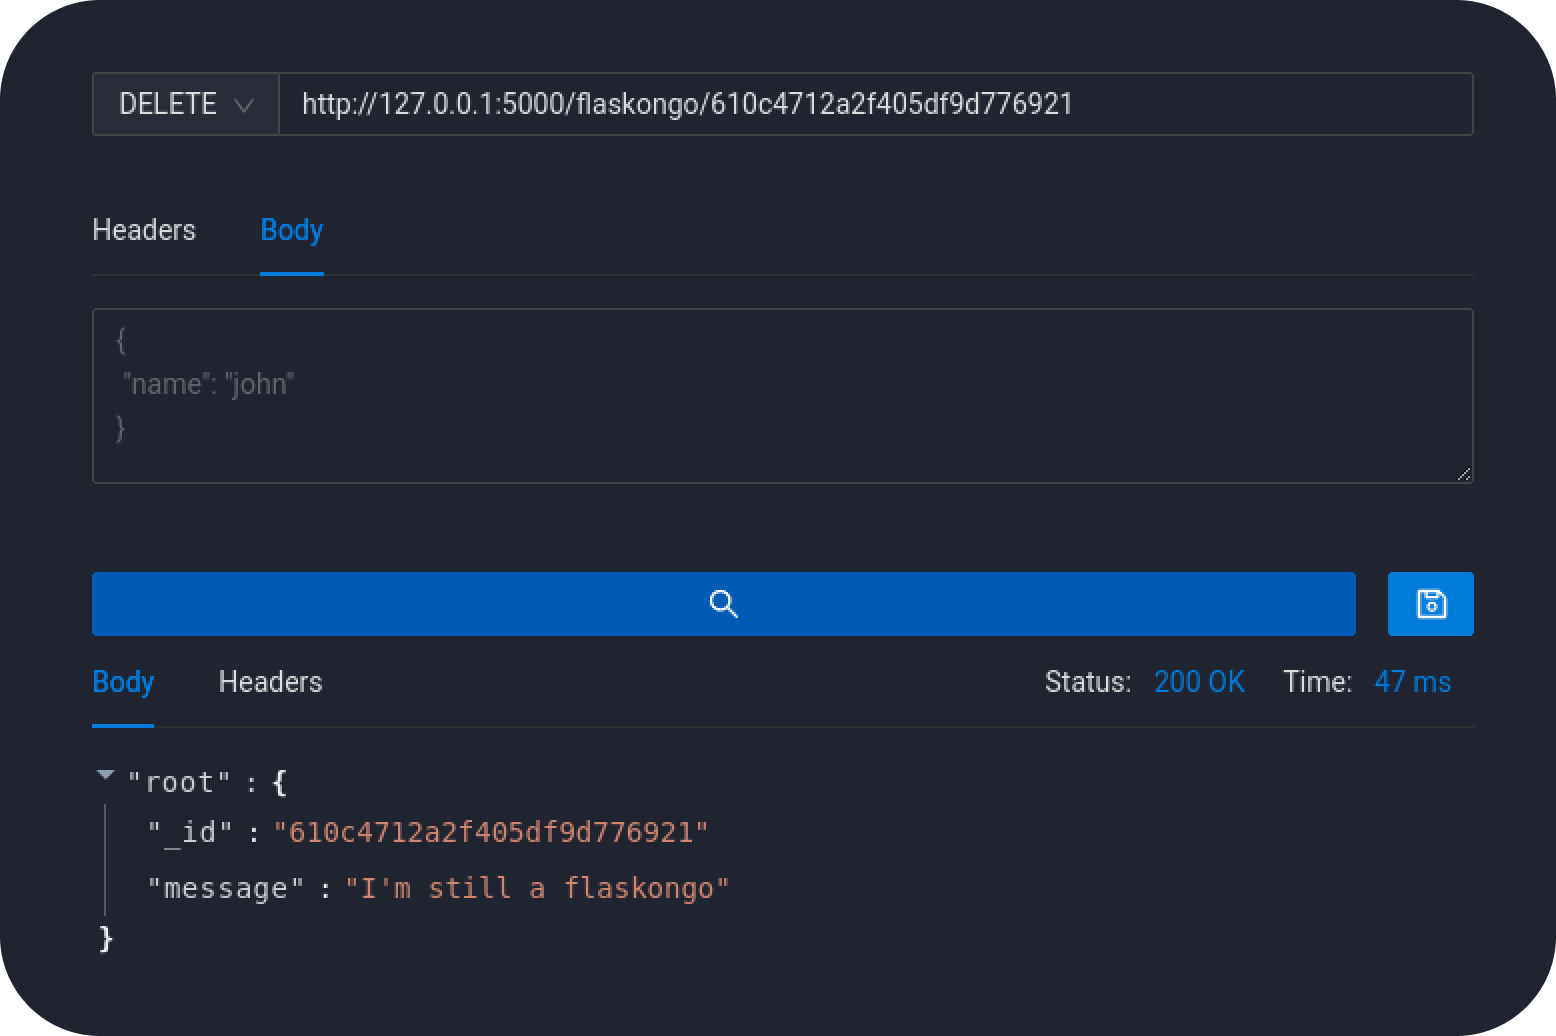 DELETE http://127.0.0.1:5000/flaskongo/610c4712a2f405df9d776921
Headers Body
{
"name": "john"
}
Body Headers Status: 200 OK Time: 47 ms
"root" : {
"_id" : "610c4712a2f405df9d776921"
"message" : "I'm still a flaskongo"
}